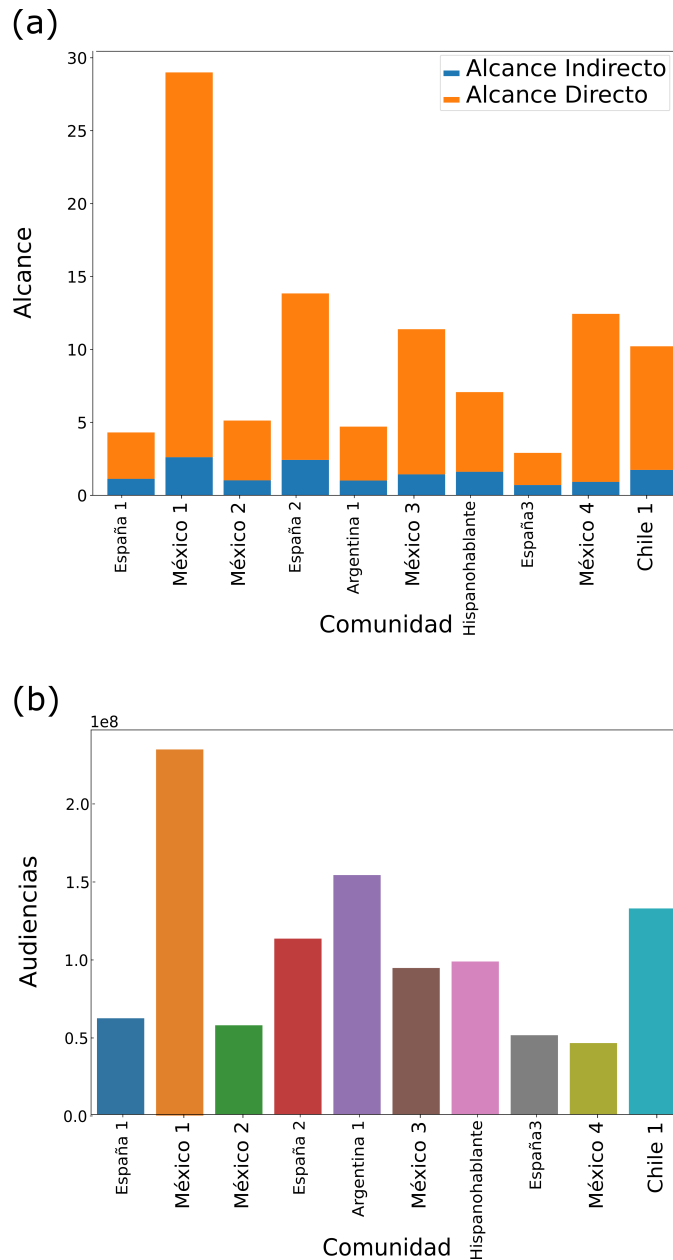 (a)
30
25
20
15
10
5
0
Alcance
Alcance Indirecto
Alcance Directo
España 1
México 1
México 2
España 2
Argentina 1
México 3
Hispanohablante
España3
México 4
Chile 1
Comunidad
(b)
1e8
2.0
1.5
1.0
0.5
0.0
Audiencias
España 1
México 1
México 2
España 2
Argentina 1
México 3
Hispanohablante
España3
México 4
Chile 1
Comunidad